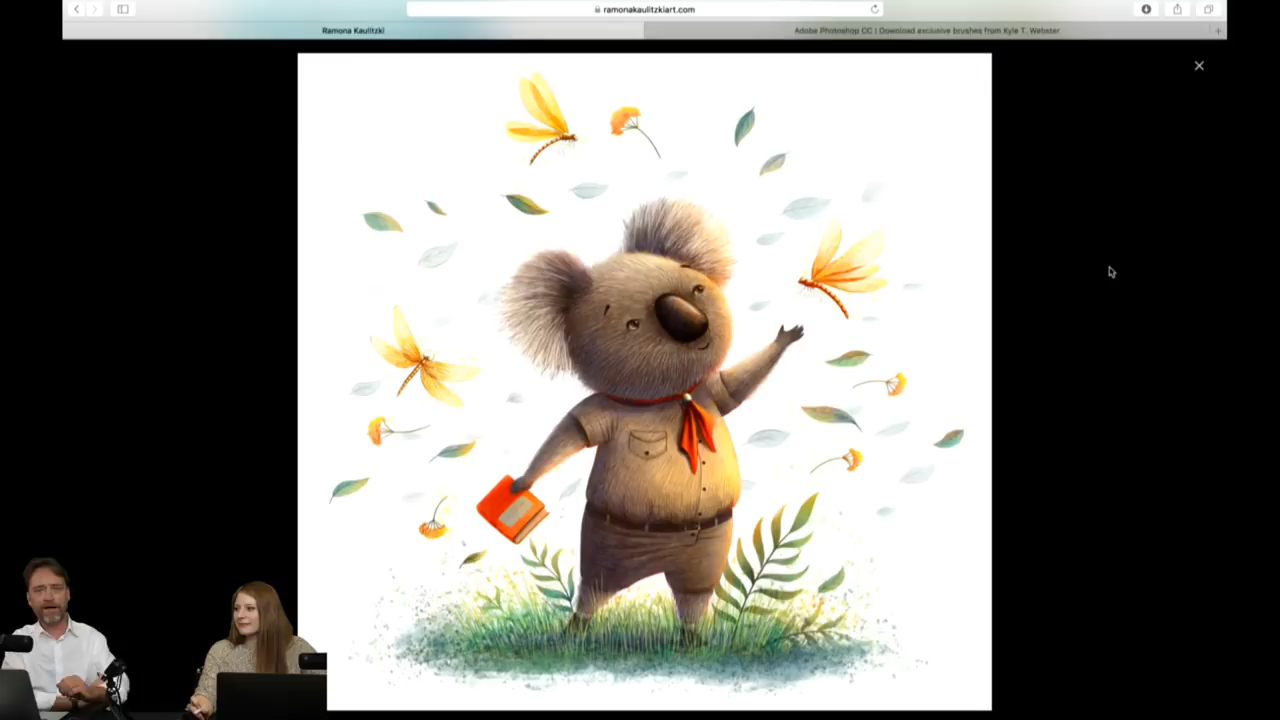 ramonakaulitzkiart.com
Ramona Kaulitzki
Adobe Photoshop CC | Download exclusive brushes from Kyle T. Webster